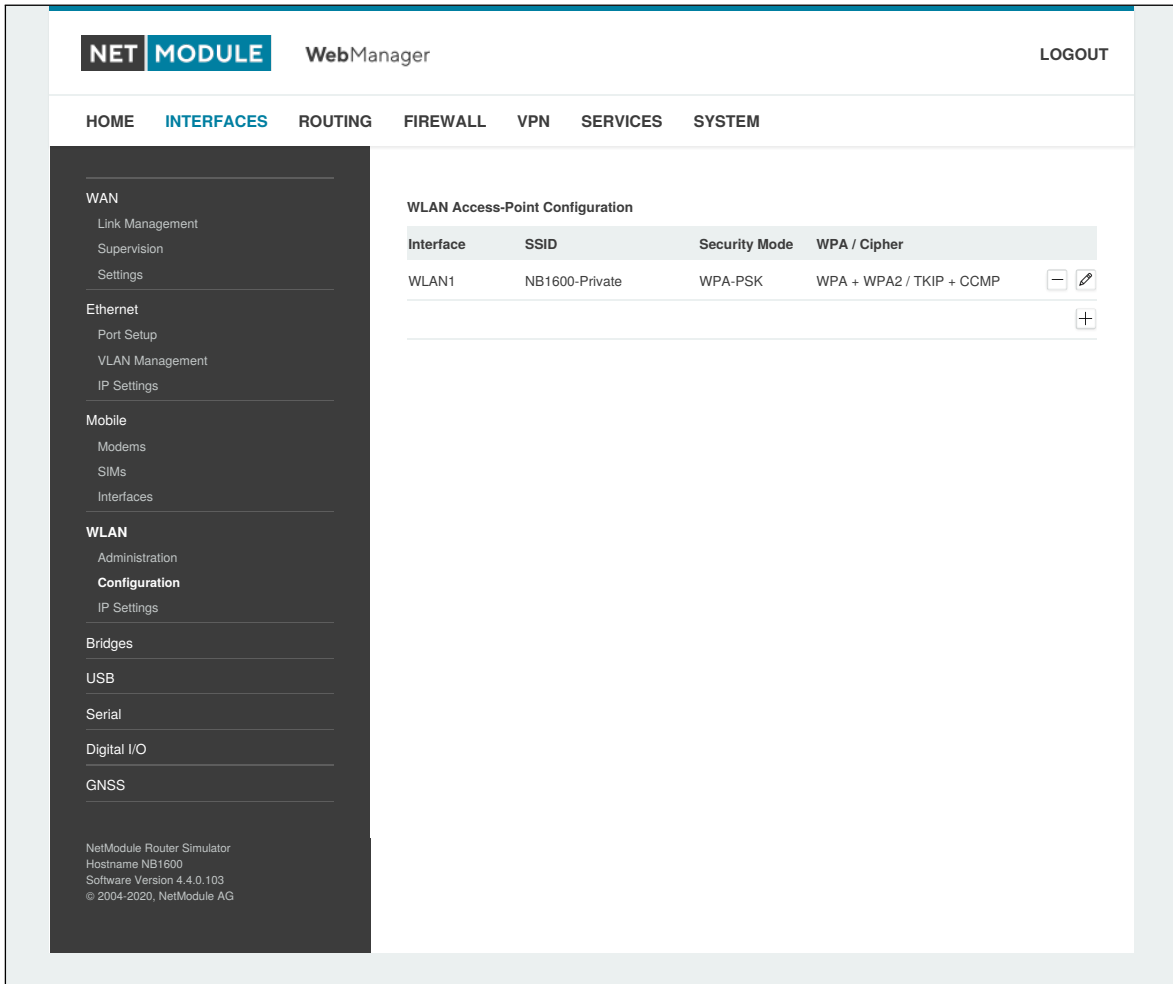 NET MODULE WebManager LOGOUT
HOME INTERFACES ROUTING FIREWALL VPN SERVICES SYSTEM
WAN
Link Management
Supervision
Settings
Ethernet
Port Setup
VLAN Management
IP Settings
Mobile
Modems
SIMs
Interfaces
WLAN
Administration
Configuration
IP Settings
Bridges
USB
Serial
Digital I/O
GNSS
NetModule Router Simulator
Hostname NB1600
Software Version 4.4.0.103
© 2004-2020, NetModule AG
WLAN Access-Point Configuration
Interface SSID Security Mode WPA / Cipher
WLAN1 NB1600-Private WPA-PSK WPA + WPA2 / TKIP + CCMP